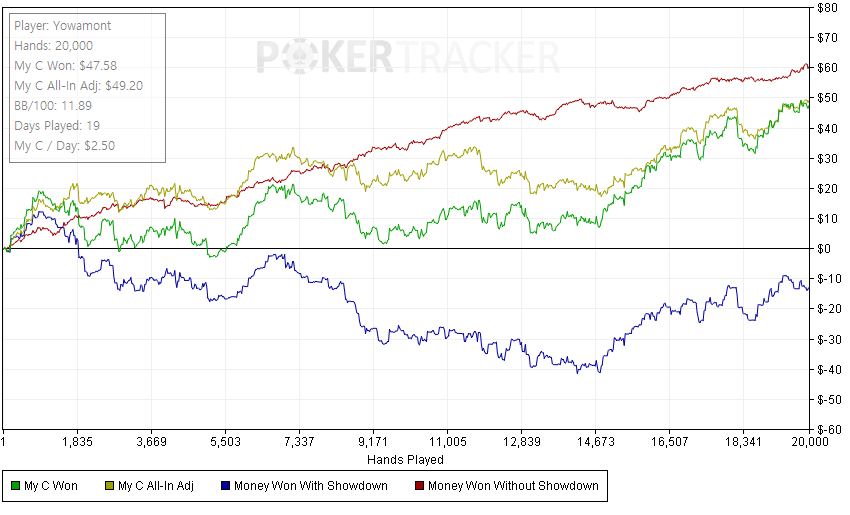 Player: Yowamont
Hands: 20,000
My C Won: $47.58
My C All-In Adj: $49.20
BB/100: 11.89
Days Played: 19
My C / Day: $2.50
POKERTRACKER
$80
$70
$60
$50
$40
$30
$20
$10
$0
$-10
$-20
$-30
$-40
$-50
$-60
1 1,835 3,669 5,503 7,337 9,171 11,005 12,839 14,673 16,507 18,341 20,000
Hands Played
My C Won My C All-In Adj Money Won With Showdown Money Won Without Showdown